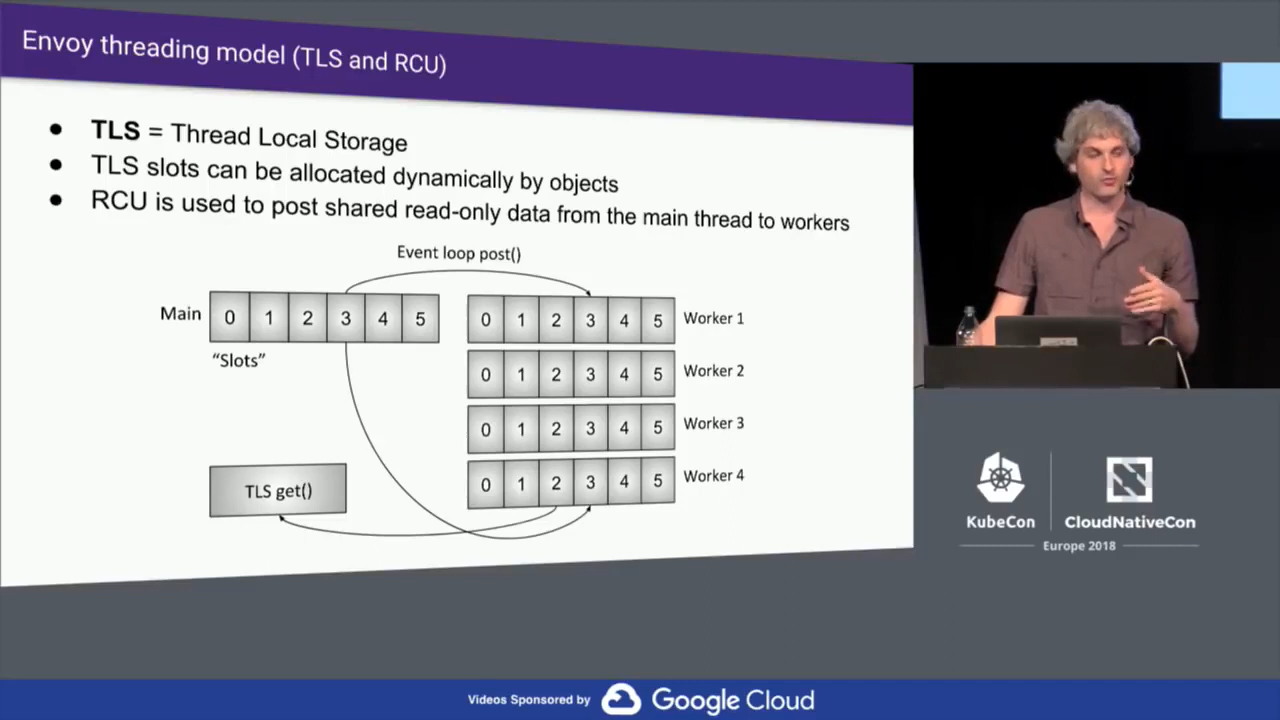 Envoy threading model (TLS and RCU)
● TLS = Thread Local Storage
● TLS slots can be allocated dynamically by objects
● RCU is used to post shared read-only data from the main thread to workers
Event loop post()
Main 0 1 2 3 4 5
0 1 2 3 4 5 Worker 1
“Slots”
0 1 2 3 4 5 Worker 2
0 1 2 3 4 5 Worker 3
0 1 2 3 4 5 Worker 4
TLS get()
KubeCon
CloudNativeCon
Europe 2018
Videos Sponsored by Google Cloud